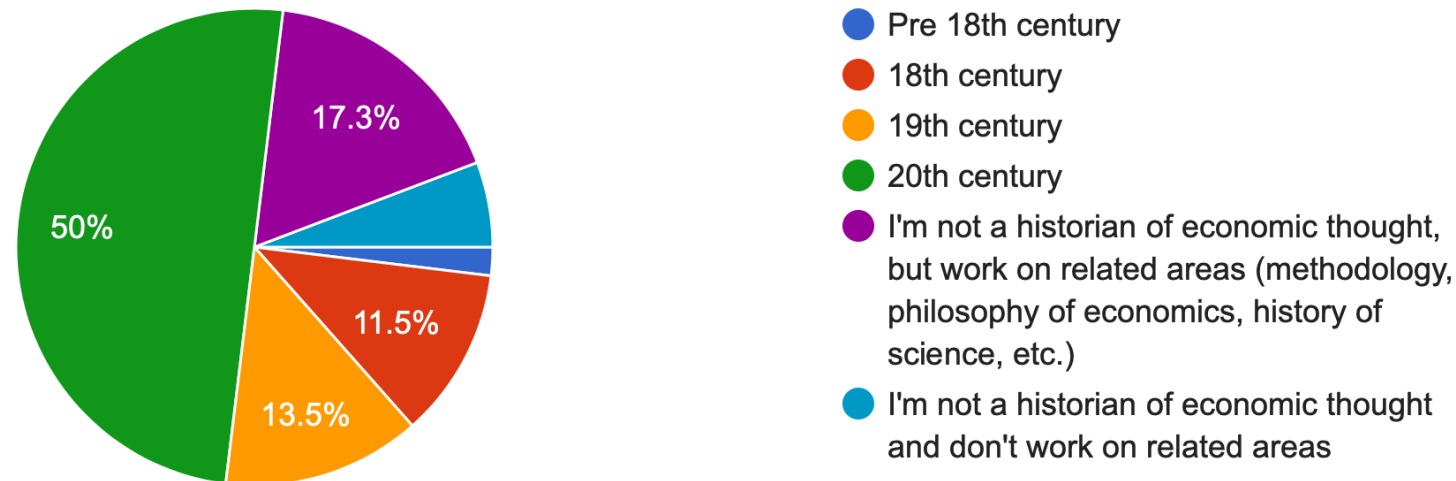 17.3%
50%
11.5%
13.5%
Pre 18th century
18th century
19th century
20th century
I'm not a historian of economic thought,
but work on related areas (methodology,
philosophy of economics, history of
science, etc.)
I'm not a historian of economic thought
and don't work on related areas